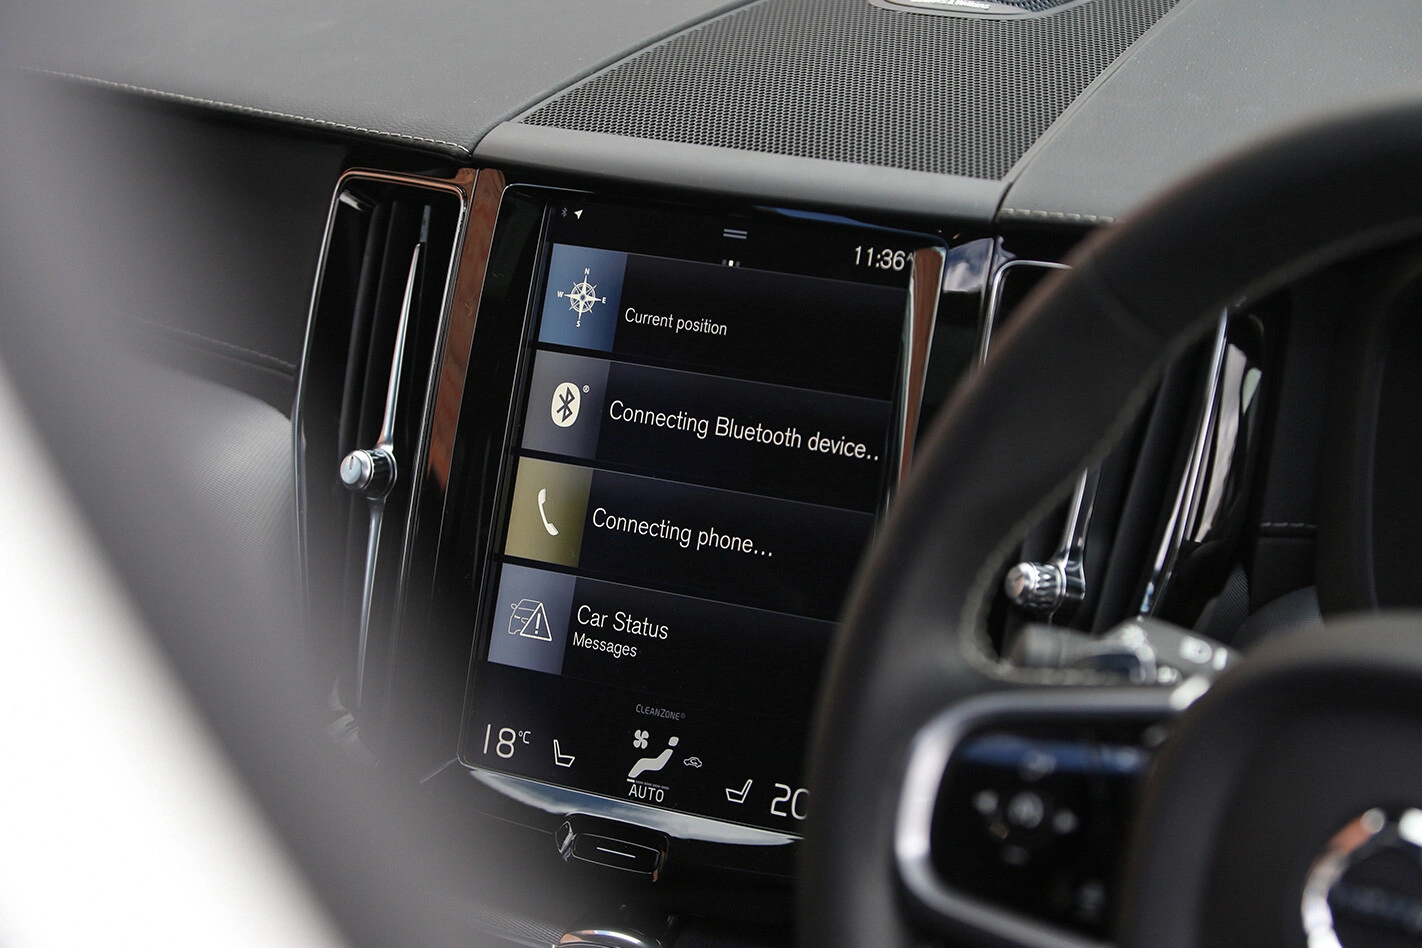 11:36
N
W E
S
Current position
Connecting Bluetooth device..
Connecting phone...
Car Status
Messages
CLEANZONE®
18°C
AUTO
20